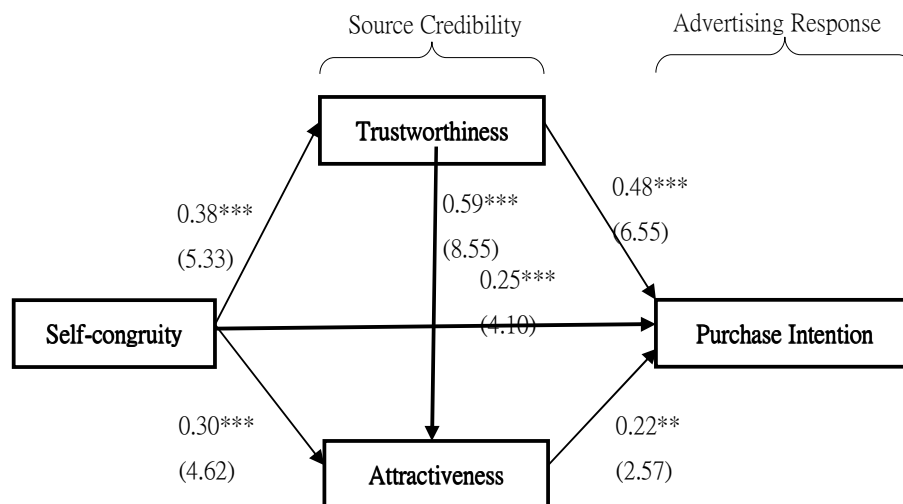 Source Credibility
Advertising Response
Trustworthiness
0.38***
(5.33)
0.59***
(8.55)
0.48***
(6.55)
0.25***
(4.10)
Self-congruity
Purchase Intention
0.30***
(4.62)
0.22**
(2.57)
Attractiveness